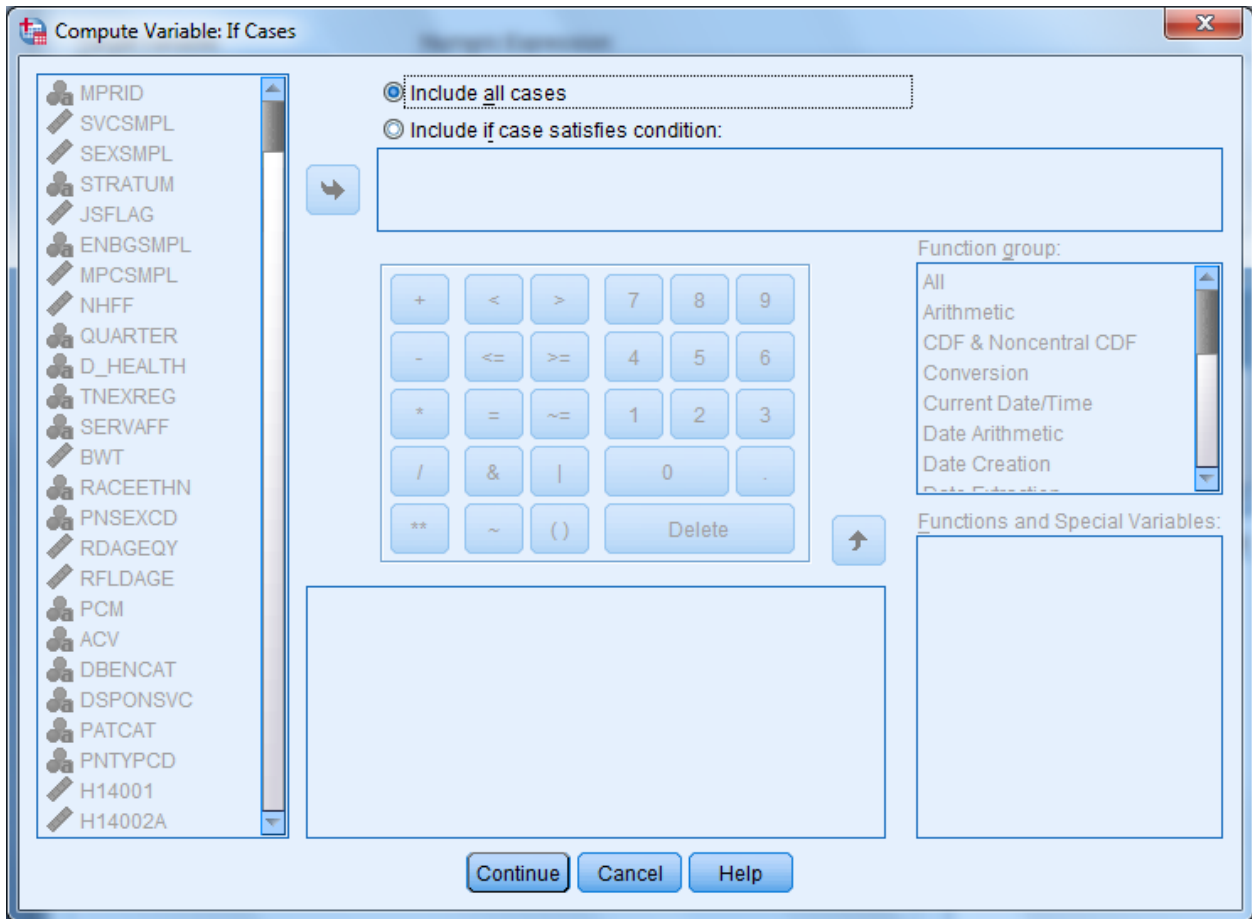 Compute Variable: If Cases
MPRID
SVCSMPL
SEXSMPL
STRATUM
JSFLAG
ENBGSMPL
MPCSMPL
NHFF
QUARTER
D_HEALTH
TNEXREG
SERVAFF
BWT
RACEETHN
PNSEXCD
RDAGEQY
RFLDAGE
PCM
ACV
DBENCAT
DSPONSVC
PATCAT
PNTYPCD
H14001
H14002A
Include all cases
Include if case satisfies condition:
+ < > 7 8 9
- <= >= 4 5 6
* = ~= 1 2 3
/ & | 0 .
** ~ ( ) Delete
Function group:
All
Arithmetic
CDF & Noncentral CDF
Conversion
Current Date/Time
Date Arithmetic
Date Creation
Date Extraction
Functions and Special Variables:
Continue Cancel Help